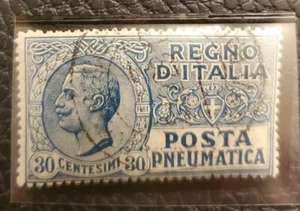 REGNO
D'ITALIA
POSTA
PNEUMATICA
30 CENTESIMI 30